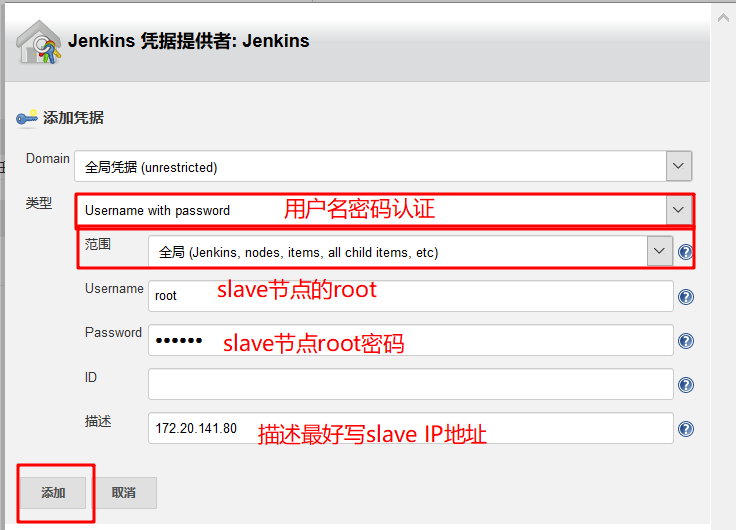 Jenkins 凭据提供者: Jenkins
添加凭据
Domain 全局凭据 (unrestricted)
类型 Username with password 用户名密码认证
范围 全局 (Jenkins, nodes, items, all child items, etc)
Username root slave节点的root
Password •••••• slave节点root密码
ID
描述 172.20.141.80 描述最好写slave IP地址
添加 取消